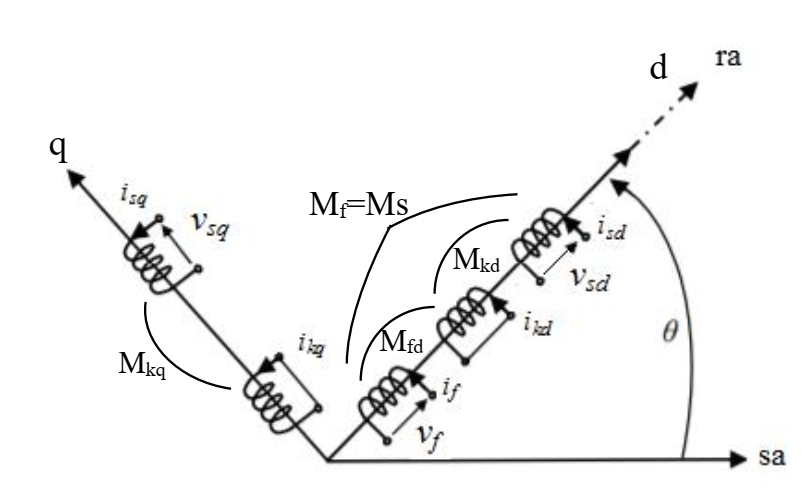 ra
d
q
i_sq
v_sq
M_f=Ms
i_sd
M_kd
v_sd
i_kd
θ
i_kq
M_fd
M_kq
i_f
v_f
sa